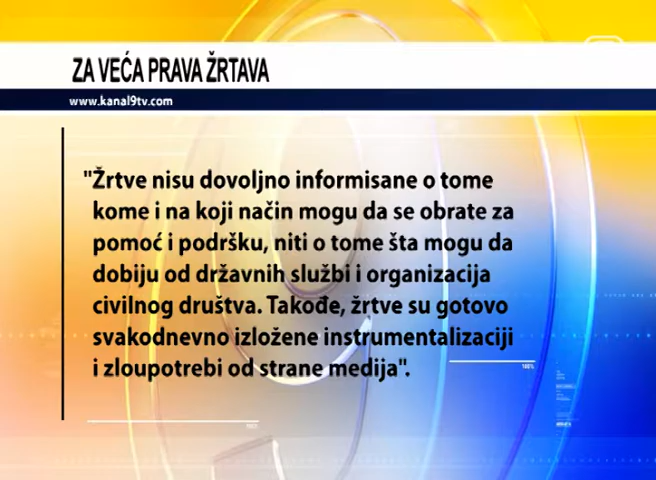 ZA VEĆA PRAVA ŽRTAVA
www.kanal9tv.com
"Žrtve nisu dovoljno informisane o tome
kome i na koji način mogu da se obrate za
pomoć i podršku, niti o tome šta mogu da
dobiju od državnih službi i organizacija
civilnog društva. Takođe, žrtve su gotovo
svakodnevno izložene instrumentalizaciji
i zloupotrebi od strane medija".
100%